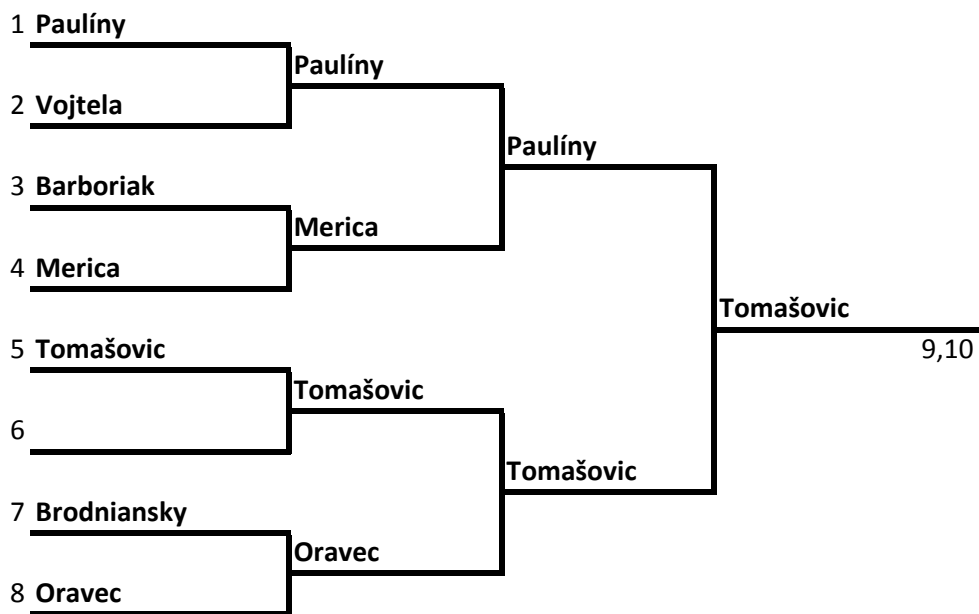 1 Paulíny
Paulíny
2 Vojtela
Paulíny
3 Barboriak
Merica
4 Merica
Tomašovic
5 Tomašovic
9,10
Tomašovic
6
Tomašovic
7 Brodniansky
Oravec
8 Oravec